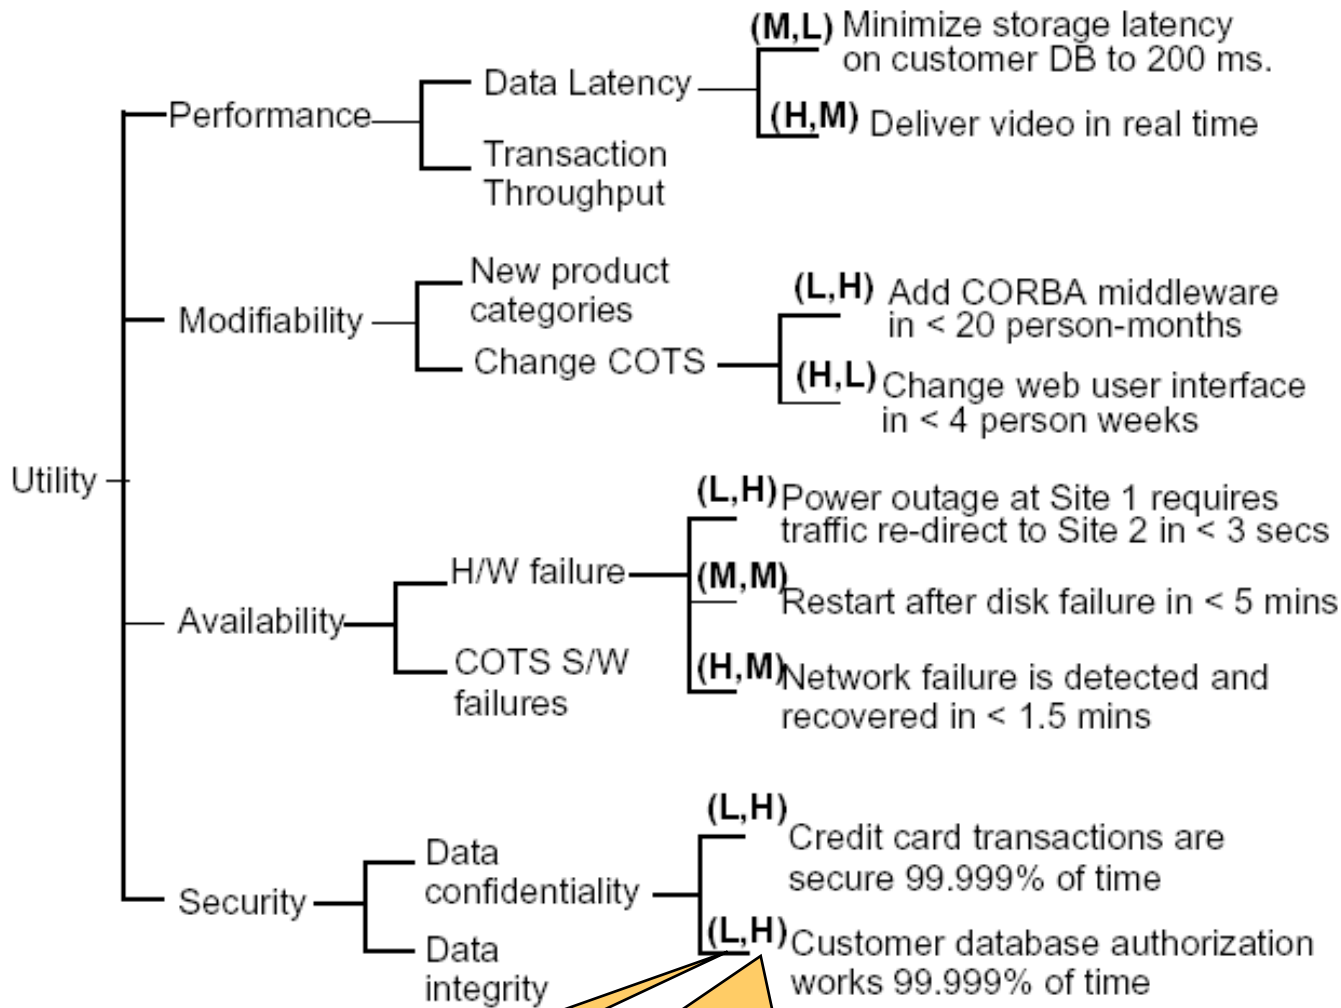 Utility
Performance
Data Latency
(M,L) Minimize storage latency
on customer DB to 200 ms.
(H,M) Deliver video in real time
Transaction
Throughput
Modifiability
New product
categories
Change COTS
(L,H) Add CORBA middleware
in < 20 person-months
(H,L) Change web user interface
in < 4 person weeks
Availability
H/W failure
(L,H) Power outage at Site 1 requires
traffic re-direct to Site 2 in < 3 secs
(M,M) Restart after disk failure in < 5 mins
(H,M) Network failure is detected and
recovered in < 1.5 mins
COTS S/W
failures
Security
Data
confidentiality
(L,H) Credit card transactions are
secure 99.999% of time
(L,H) Customer database authorization
works 99.999% of time
Data
integrity